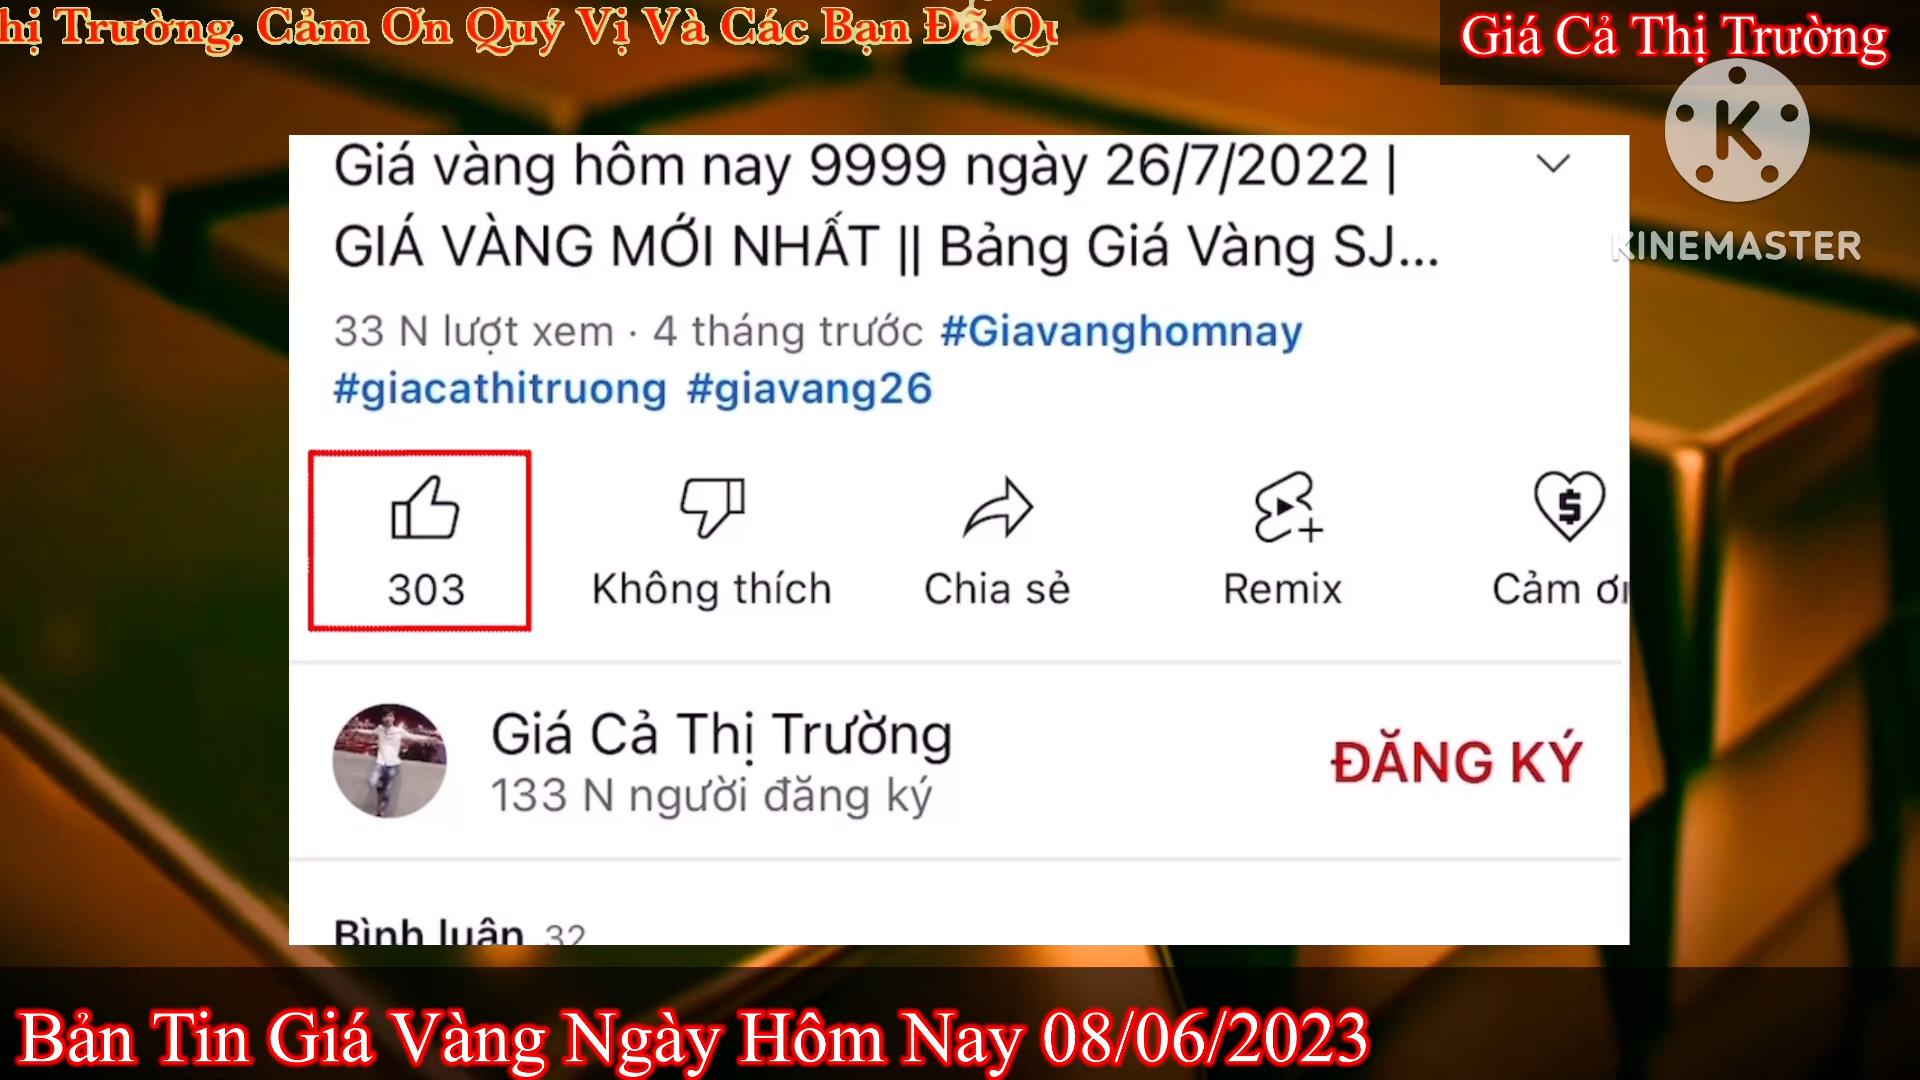 Trường. Cảm Ơn Quý Vị Và Các Bạn Đã
Giá Cả Thị Trường
K
KINEMASTER
Giá vàng hôm nay 9999 ngày 26/7/2022 |
GIÁ VÀNG MỚI NHẤT || Bảng Giá Vàng SJ...
33 N lượt xem · 4 tháng trước #Giavanghomnay
#giacathitruong #giavang26
303
Không thích
Chia sẻ
Remix
Cảm ơn
Giá Cả Thị Trường
133 N người đăng ký
ĐĂNG KÝ
Bình luận 32
Bản Tin Giá Vàng Ngày Hôm Nay 08/06/2023